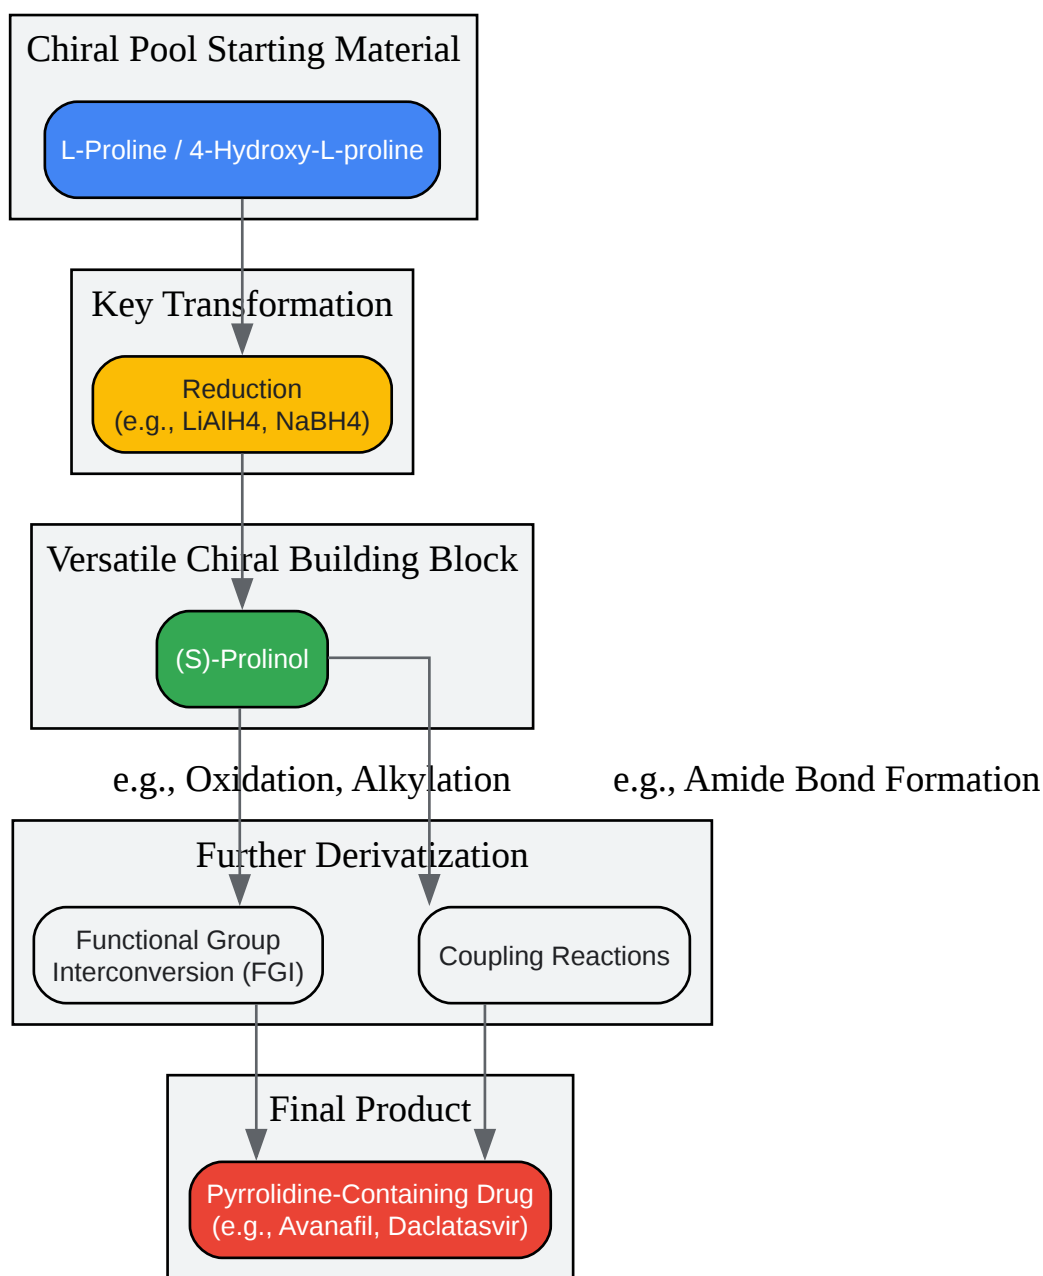 Chiral Pool Starting Material
L-Proline / 4-Hydroxy-L-proline
Key Transformation
Reduction
(e.g., LiAlH4, NaBH4)
Versatile Chiral Building Block
(S)-Prolinol
e.g., Oxidation, Alkylation
e.g., Amide Bond Formation
Further Derivatization
Functional Group
Interconversion (FGI)
Coupling Reactions
Final Product
Pyrrolidine-Containing Drug
(e.g., Avanafil, Daclatasvir)